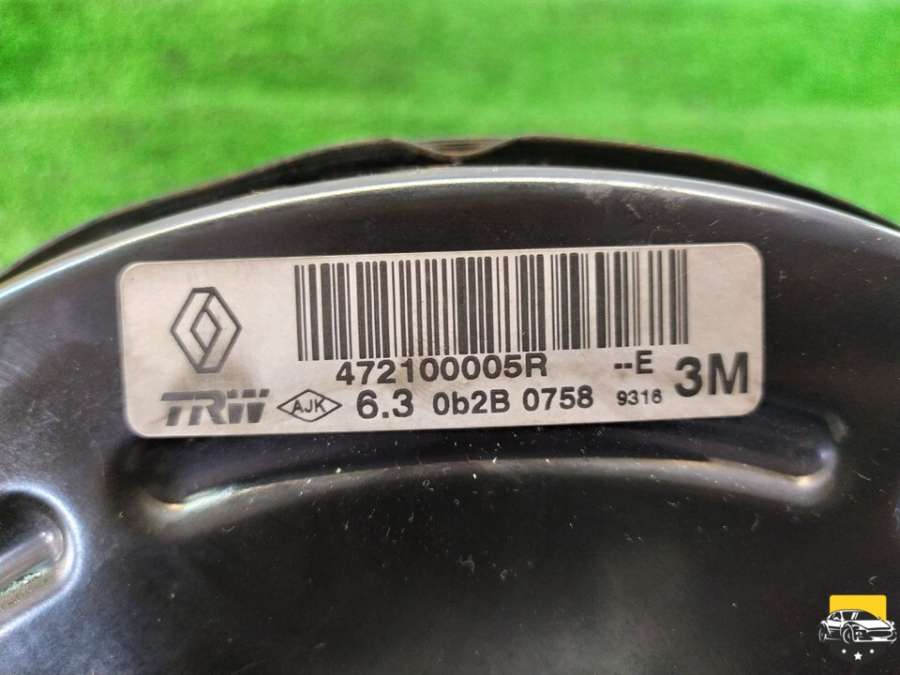 472100005R --E 3M
TRW AJK 6.3 0b2B 0758 9316